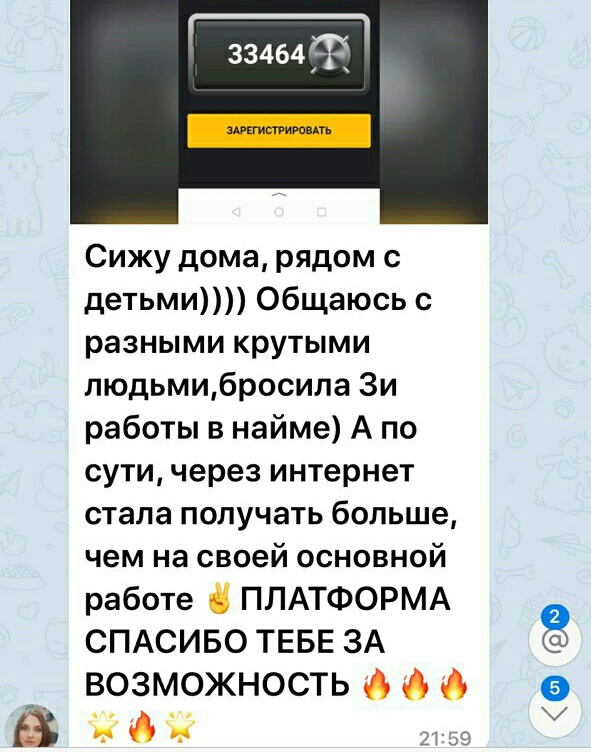 33464
ЗАРЕГИСТРИРОВАТЬ
Сижу дома, рядом с
детьми)))) Общаюсь с
разными крутыми
людьми,бросила 3и
работы в найме) А по
сути, через интернет
стала получать больше,
чем на своей основной
работе ✌️ ПЛАТФОРМА
СПАСИБО ТЕБЕ ЗА
ВОЗМОЖНОСТЬ 🔥🔥🔥
🌟🔥🌟
21:59
2
@
5